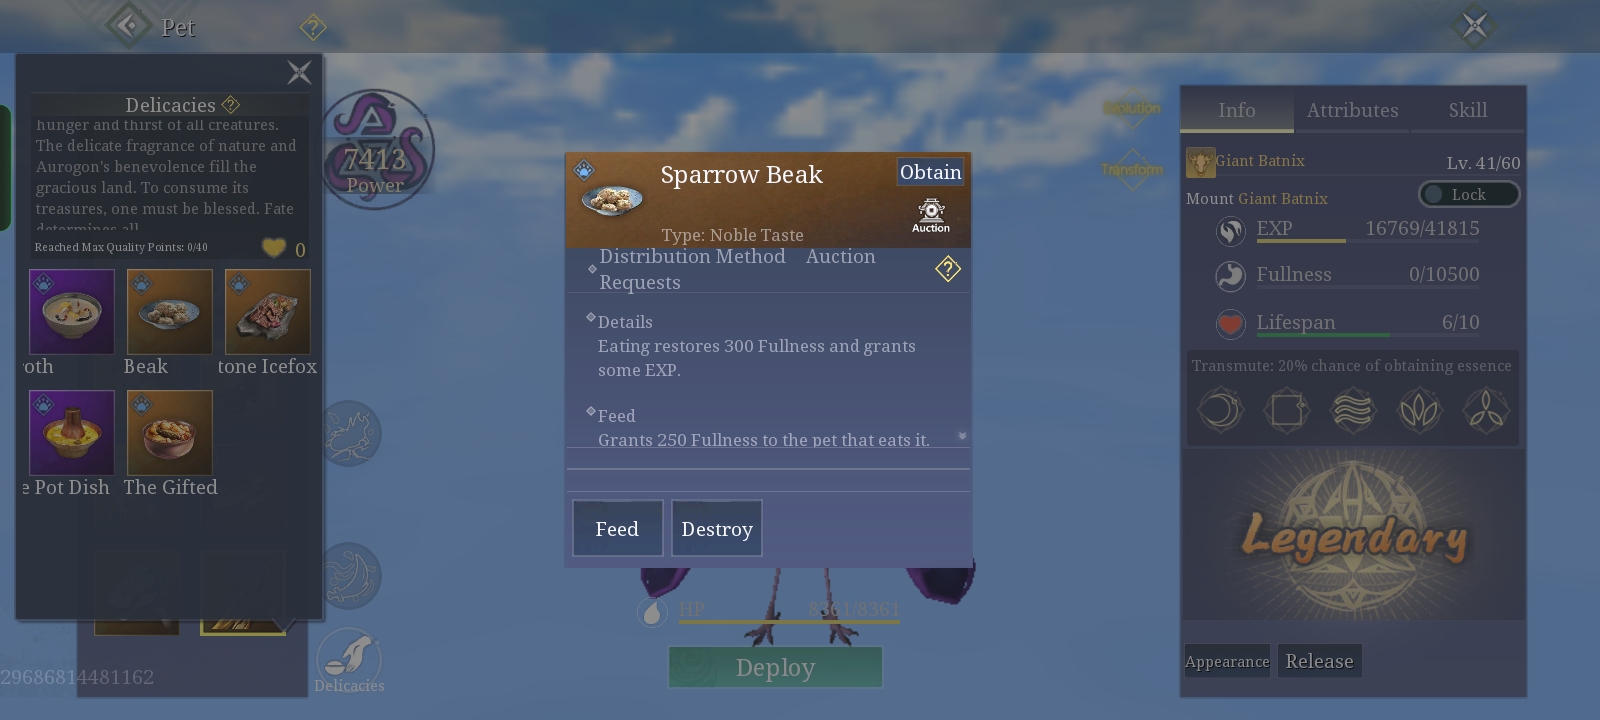 Pet
Delicacies
hunger and thirst of all creatures.
The delicate fragrance of nature and
Aurogon's benevolence fill the
gracious land. To consume its
treasures, one must be blessed. Fate
determines all
Reached Max Quality Points: 0/40
0
oth
Beak
tone Icefox
e Pot Dish
The Gifted
29686814481162
7413
Power
Delicacies
Sparrow Beak
Obtain
Auction
Type: Noble Taste
Distribution Method Auction
Requests
Details
Eating restores 300 Fullness and grants
some EXP.
Feed
Grants 250 Fullness to the pet that eats it.
Feed
Destroy
HP
8361/8361
Deploy
Evolution
Transform
Info
Attributes
Skill
Giant Batnix
Lv. 41/60
Mount Giant Batnix
Lock
EXP
16769/41815
Fullness
0/10500
Lifespan
6/10
Transmute: 20% chance of obtaining essence
Legendary
Appearance
Release